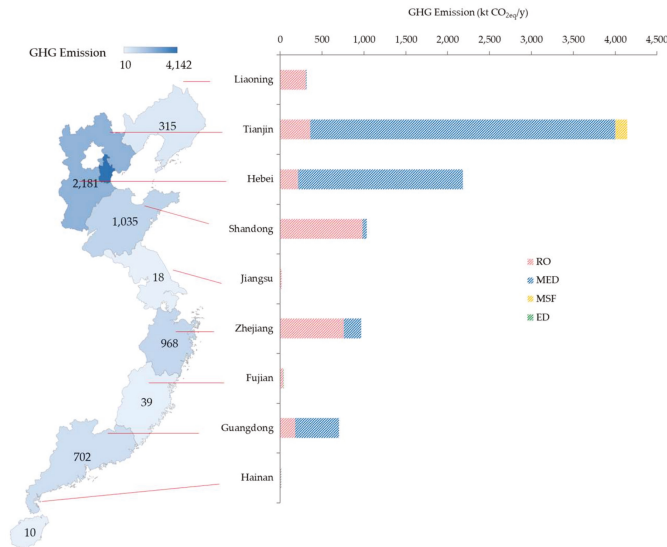 GHG Emission (kt CO2eq/y)
0 500 1,000 1,500 2,000 2,500 3,000 3,500 4,000 4,500
GHG Emission
10 4,142
Liaoning
315
Tianjin
Hebei
2,181
Shandong
1,035
Jiangsu
18
Zhejiang
968
Fujian
39
Guangdong
702
Hainan
10
RO
MED
MSF
ED